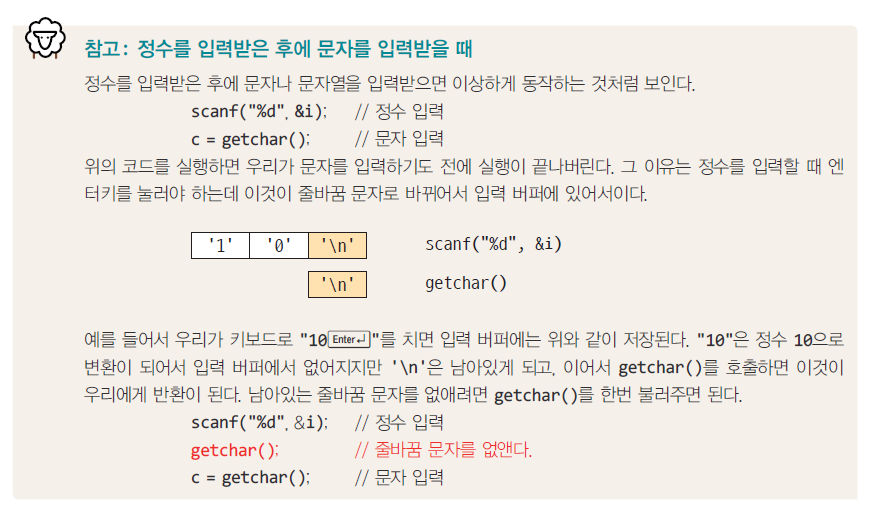 참고: 정수를 입력받은 후에 문자를 입력받을 때
정수를 입력받은 후에 문자나 문자열을 입력받으면 이상하게 동작하는 것처럼 보인다.
scanf("%d", &i); // 정수 입력
c = getchar(); // 문자 입력
위의 코드를 실행하면 우리가 문자를 입력하기도 전에 실행이 끝나버린다. 그 이유는 정수를 입력할 때 엔
터키를 눌러야 하는데 이것이 줄바꿈 문자로 바뀌어서 입력 버퍼에 있어서이다.
'1' '0' '\n' scanf("%d", &i)
'\n' getchar()
예를 들어서 우리가 키보드로 "10Enter↵"를 치면 입력 버퍼에는 위와 같이 저장된다. "10"은 정수 10으로
변환이 되어서 입력 버퍼에서 없어지지만 '\n'은 남아있게 되고, 이어서 getchar()를 호출하면 이것이
우리에게 반환이 된다. 남아있는 줄바꿈 문자를 없애려면 getchar()를 한번 불러주면 된다.
scanf("%d", &i); // 정수 입력
getchar(); // 줄바꿈 문자를 없앤다.
c = getchar(); // 문자 입력